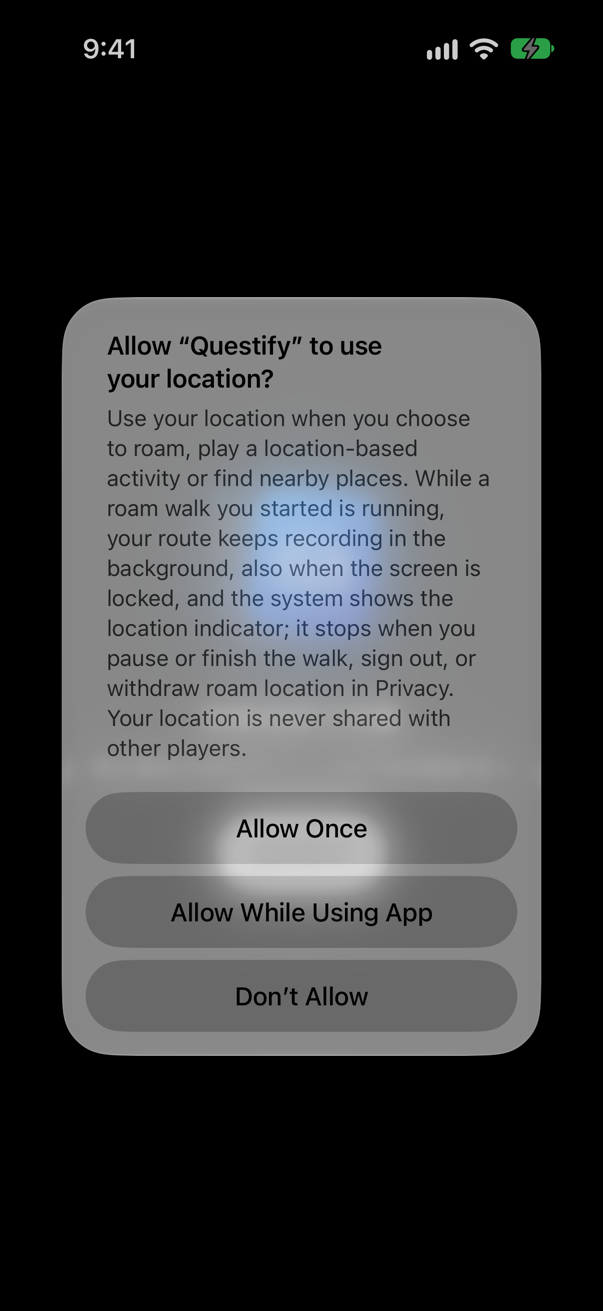 9:41
Allow “Questify” to use
your location?
Use your location when you choose
to roam, play a location-based
activity or find nearby places. While a
roam walk you started is running,
your route keeps recording in the
background, also when the screen is
locked, and the system shows the
location indicator; it stops when you
pause or finish the walk, sign out, or
withdraw roam location in Privacy.
Your location is never shared with
other players.
Allow Once
Allow While Using App
Don’t Allow